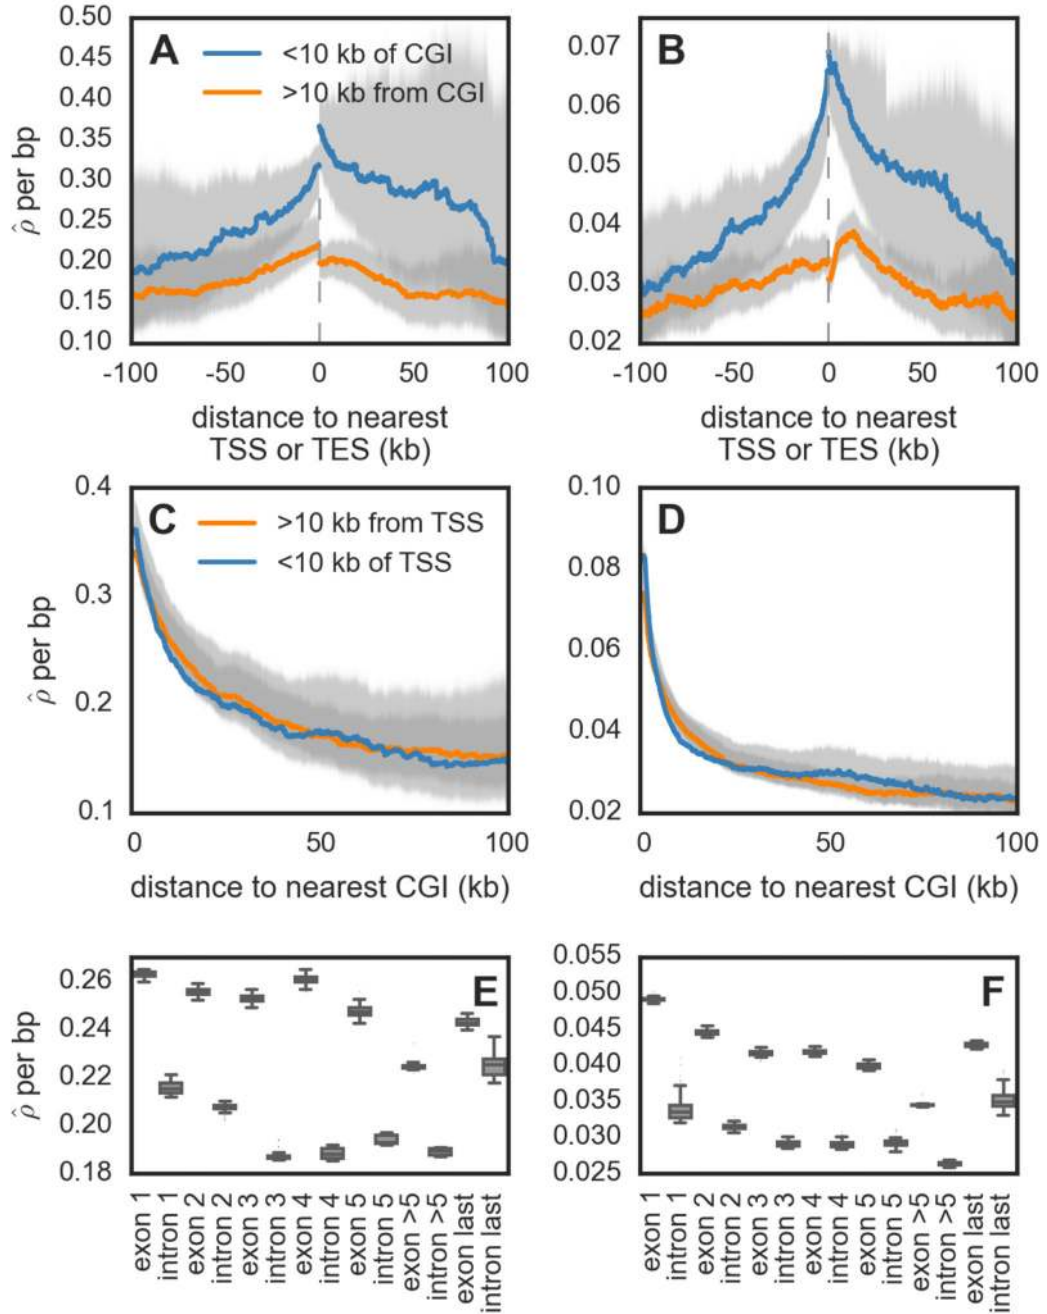 A
<10 kb of CGI
>10 kb from CGI
0.50
0.45
0.40
0.35
0.30
0.25
0.20
0.15
0.10
ρ̂ per bp
-100 -50 0 50 100
distance to nearest
TSS or TES (kb)
B
0.07
0.06
0.05
0.04
0.03
0.02
-100 -50 0 50 100
distance to nearest
TSS or TES (kb)
C
>10 kb from TSS
<10 kb of TSS
0.4
0.3
0.2
0.1
ρ̂ per bp
0 50 100
distance to nearest CGI (kb)
D
0.10
0.08
0.06
0.04
0.02
0 50 100
distance to nearest CGI (kb)
E
0.26
0.24
0.22
0.20
0.18
ρ̂ per bp
exon 1
intron 1
exon 2
intron 2
exon 3
intron 3
exon 4
intron 4
exon 5
intron 5
exon >5
intron >5
exon last
intron last
F
0.055
0.050
0.045
0.040
0.035
0.030
0.025
exon 1
intron 1
exon 2
intron 2
exon 3
intron 3
exon 4
intron 4
exon 5
intron 5
exon >5
intron >5
exon last
intron last